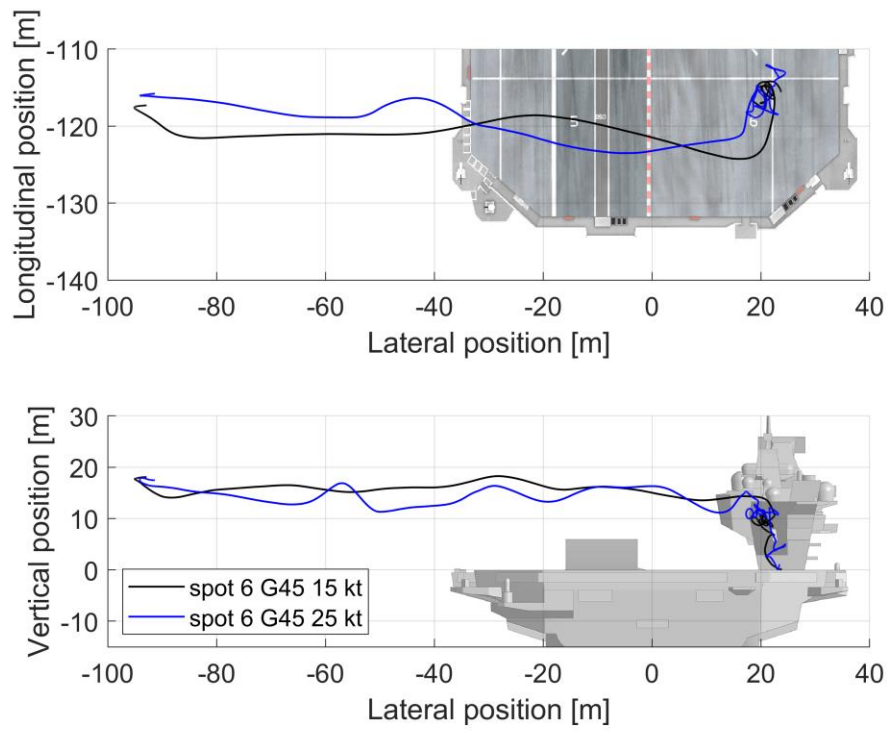 -110
-120
-130
-140
Longitudinal position [m]
-100 -80 -60 -40 -20 0 20 40
Lateral position [m]
30
20
10
0
-10
Vertical position [m]
spot 6 G45 15 kt
spot 6 G45 25 kt
-100 -80 -60 -40 -20 0 20 40
Lateral position [m]